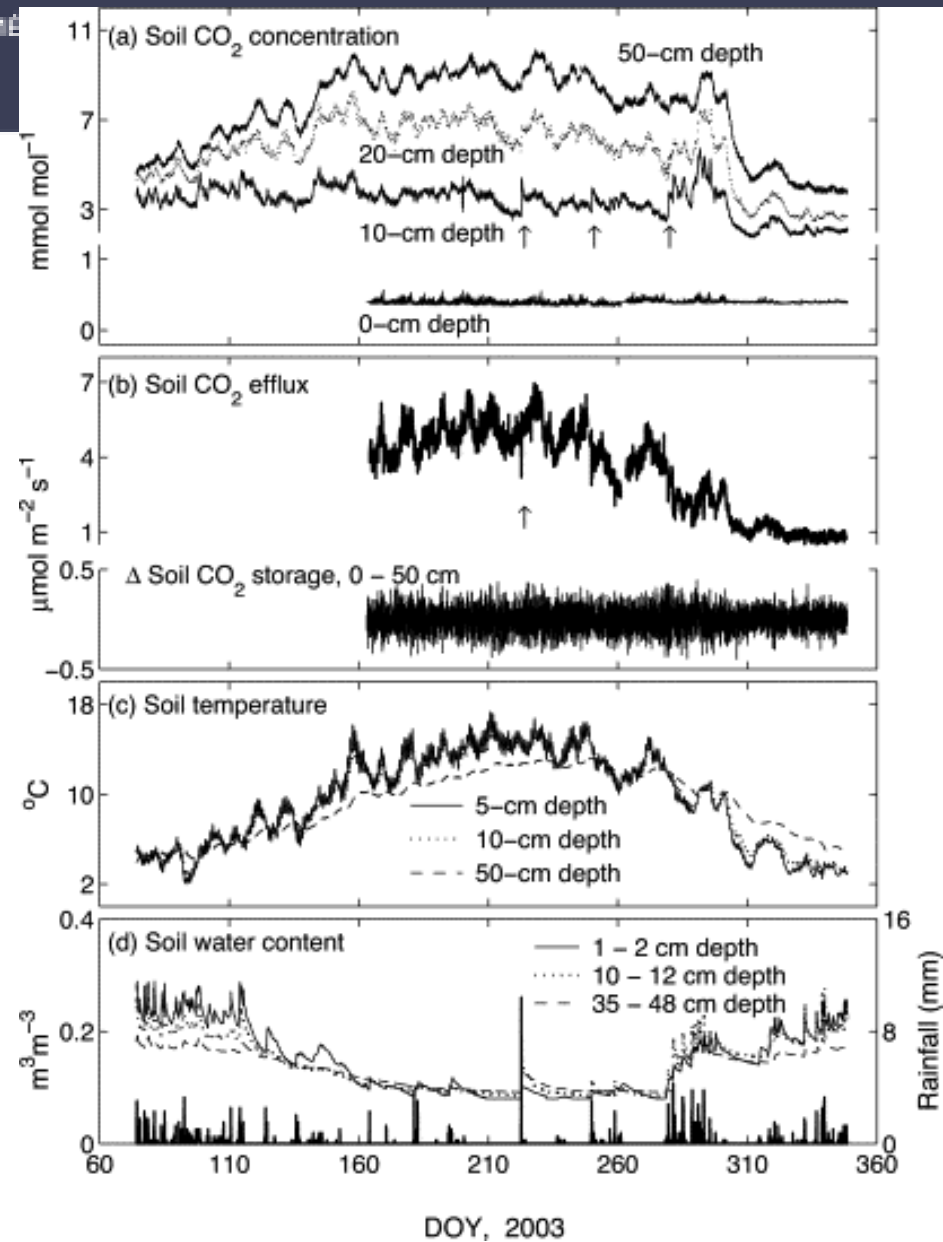 (a) Soil CO₂ concentration
50−cm depth
20−cm depth
10−cm depth
0−cm depth
11
7
3
1
0
mmol mol⁻¹
(b) Soil CO₂ efflux
7
4
1
Δ Soil CO₂ storage, 0 − 50 cm
0.5
−0.5
μmol m⁻² s⁻¹
(c) Soil temperature
18
10
2
°C
5−cm depth
10−cm depth
50−cm depth
(d) Soil water content
0.4
0.2
0
m³m⁻³
1 − 2 cm depth
10 − 12 cm depth
35 − 48 cm depth
16
8
0
Rainfall (mm)
60 110 160 210 260 310 360
DOY, 2003